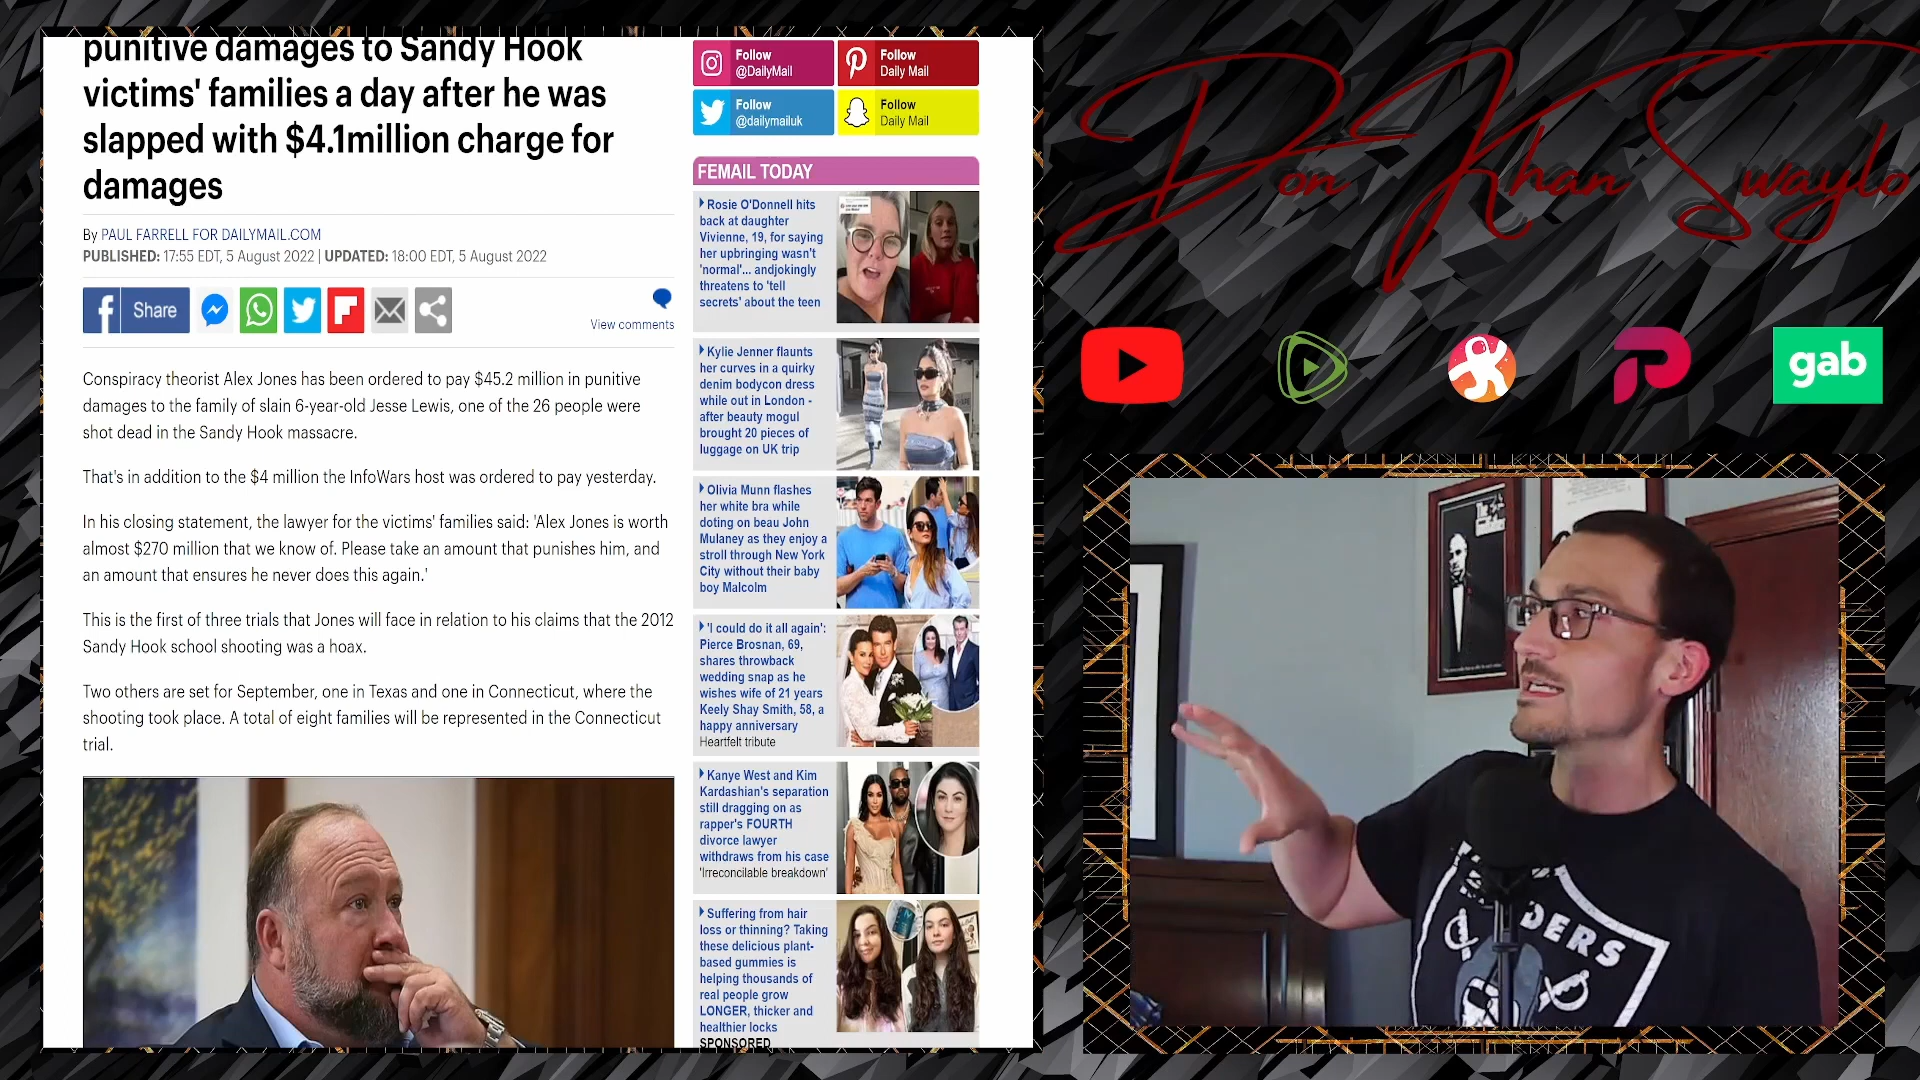 punitive damages to Sandy Hook
victims' families a day after he was
slapped with $4.1million charge for
damages
By PAUL FARRELL FOR DAILYMAIL.COM
PUBLISHED: 17:55 EDT, 5 August 2022 | UPDATED: 18:00 EDT, 5 August 2022
Share
View comments
Conspiracy theorist Alex Jones has been ordered to pay $45.2 million in punitive
damages to the family of slain 6-year-old Jesse Lewis, one of the 26 people were
shot dead in the Sandy Hook massacre.
That's in addition to the $4 million the InfoWars host was ordered to pay yesterday.
In his closing statement, the lawyer for the victims' families said: 'Alex Jones is worth
almost $270 million that we know of. Please take an amount that punishes him, and
an amount that ensures he never does this again.'
This is the first of three trials that Jones will face in relation to his claims that the 2012
Sandy Hook school shooting was a hoax.
Two others are set for September, one in Texas and one in Connecticut, where the
shooting took place. A total of eight families will be represented in the Connecticut
trial.
Follow
@DailyMail
Follow
Daily Mail
Follow
@dailymailuk
Follow
Daily Mail
FEMAIL TODAY
Rosie O'Donnell hits
back at daughter
Vivienne, 19, for saying
her upbringing wasn't
'normal'... andjokingly
threatens to 'tell
secrets' about the teen
Kylie Jenner flaunts
her curves in a quirky
denim bodycon dress
while out in London -
after beauty mogul
brought 20 pieces of
luggage on UK trip
Olivia Munn flashes
her white bra while
doting on beau John
Mulaney as they enjoy a
stroll through New York
City without their baby
boy Malcolm
'I could do it all again':
Pierce Brosnan, 69,
shares throwback
wedding snap as he
wishes wife of 21 years
Keely Shay Smith, 58, a
happy anniversary
Heartfelt tribute
Kanye West and Kim
Kardashian's separation
still dragging on as
rapper's FOURTH
divorce lawyer
withdraws from his case
'Irreconcilable breakdown'
Suffering from hair
loss or thinning? Taking
these delicious plant-
based gummies is
helping thousands of
real people grow
LONGER, thicker and
healthier locks
SPONSORED
Don Khan Swaylo
gab